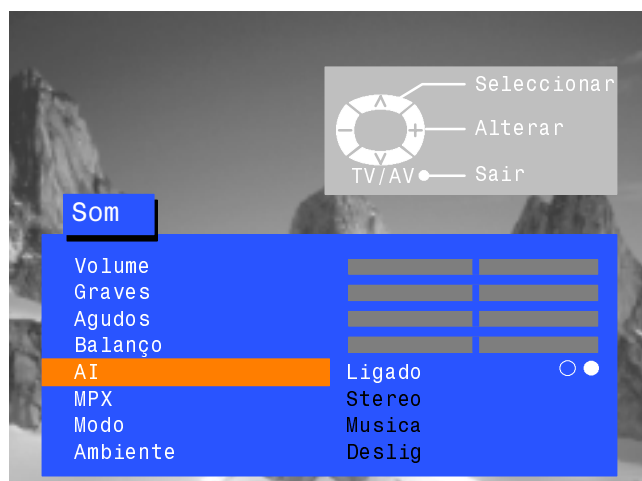 Seleccionar
Alterar
TV/AV Sair
Som
Volume
Graves
Agudos
Balanço
AI Ligado
MPX Stereo
Modo Musica
Ambiente Deslig